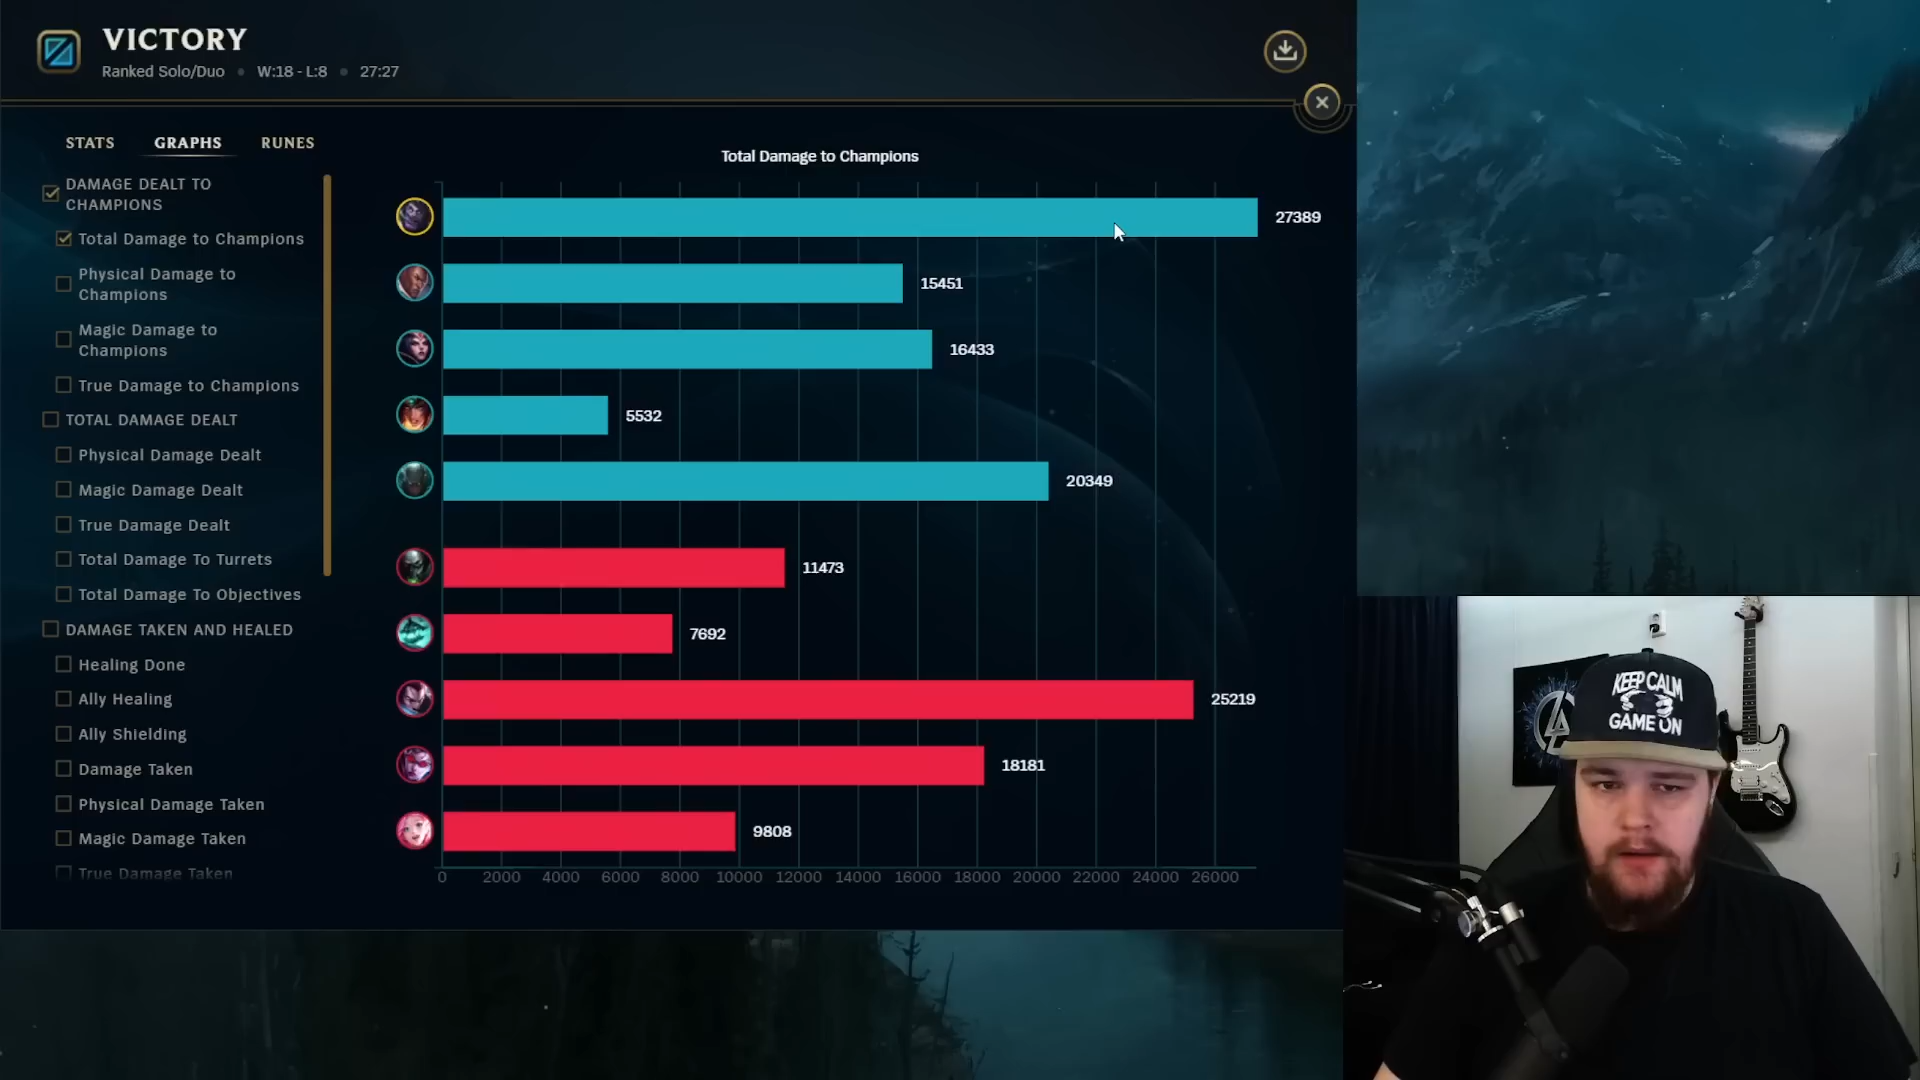 VICTORY
Ranked Solo/Duo • W:18 - L:8 • 27:27
STATS GRAPHS RUNES
DAMAGE DEALT TO
CHAMPIONS
Total Damage to Champions
Physical Damage to
Champions
Magic Damage to
Champions
True Damage to Champions
TOTAL DAMAGE DEALT
Physical Damage Dealt
Magic Damage Dealt
True Damage Dealt
Total Damage To Turrets
Total Damage To Objectives
DAMAGE TAKEN AND HEALED
Healing Done
Ally Healing
Ally Shielding
Damage Taken
Physical Damage Taken
Magic Damage Taken
True Damage Taken
Total Damage to Champions
27389
15451
16433
5532
20349
11473
7692
25219
18181
9808
0 2000 4000 6000 8000 10000 12000 14000 16000 18000 20000 22000 24000 26000
KEEP CALM
GAME ON